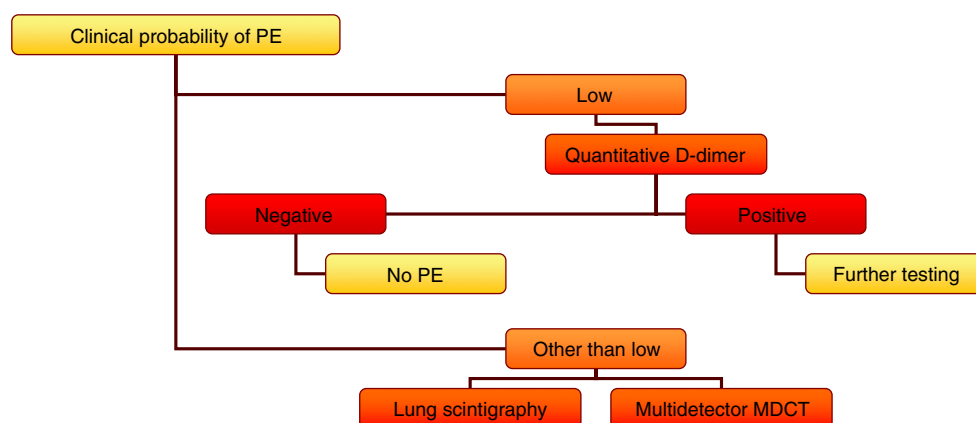 Clinical probability of PE
Low
Quantitative D-dimer
Negative
Positive
No PE
Further testing
Other than low
Lung scintigraphy
Multidetector MDCT